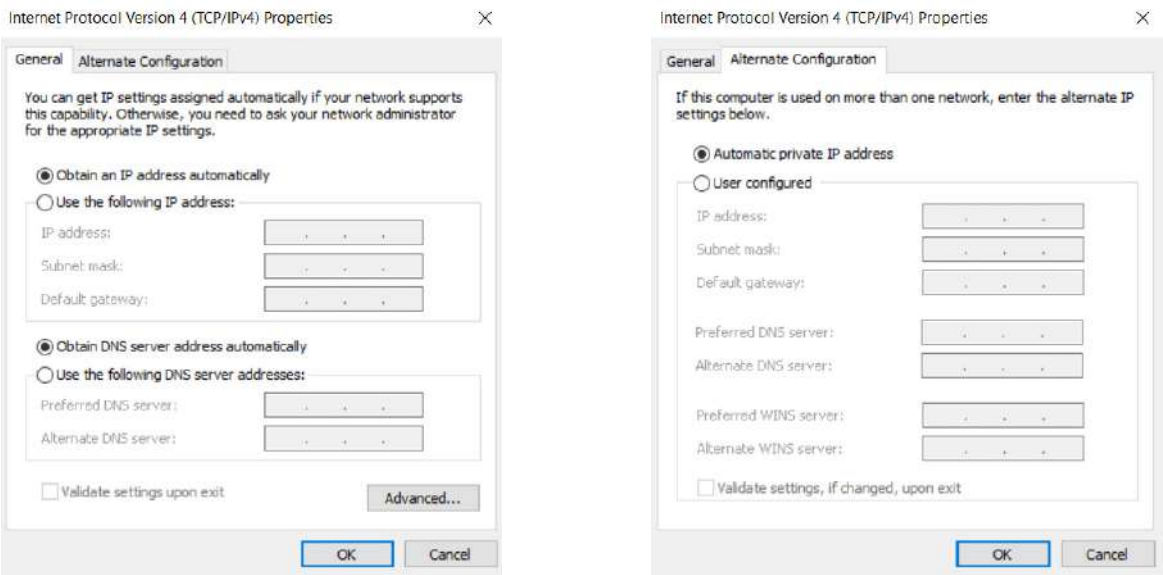 Internet Protocol Version 4 (TCP/IPv4) Properties
General
Alternate Configuration
You can get IP settings assigned automatically if your network supports
this capability. Otherwise, you need to ask your network administrator
for the appropriate IP settings.
Obtain an IP address automatically
Use the following IP address:
IP address:
Subnet mask:
Default gateway:
Obtain DNS server address automatically
Use the following DNS server addresses:
Preferred DNS server:
Alternate DNS server:
Validate settings upon exit
Advanced...
OK
Cancel
Internet Protocol Version 4 (TCP/IPv4) Properties
General
Alternate Configuration
If this computer is used on more than one network, enter the alternate IP
settings below.
Automatic private IP address
User configured
IP address:
Subnet mask:
Default gateway:
Preferred DNS server:
Alternate DNS server:
Preferred WINS server:
Alternate WINS server:
Validate settings, if changed, upon exit
OK
Cancel